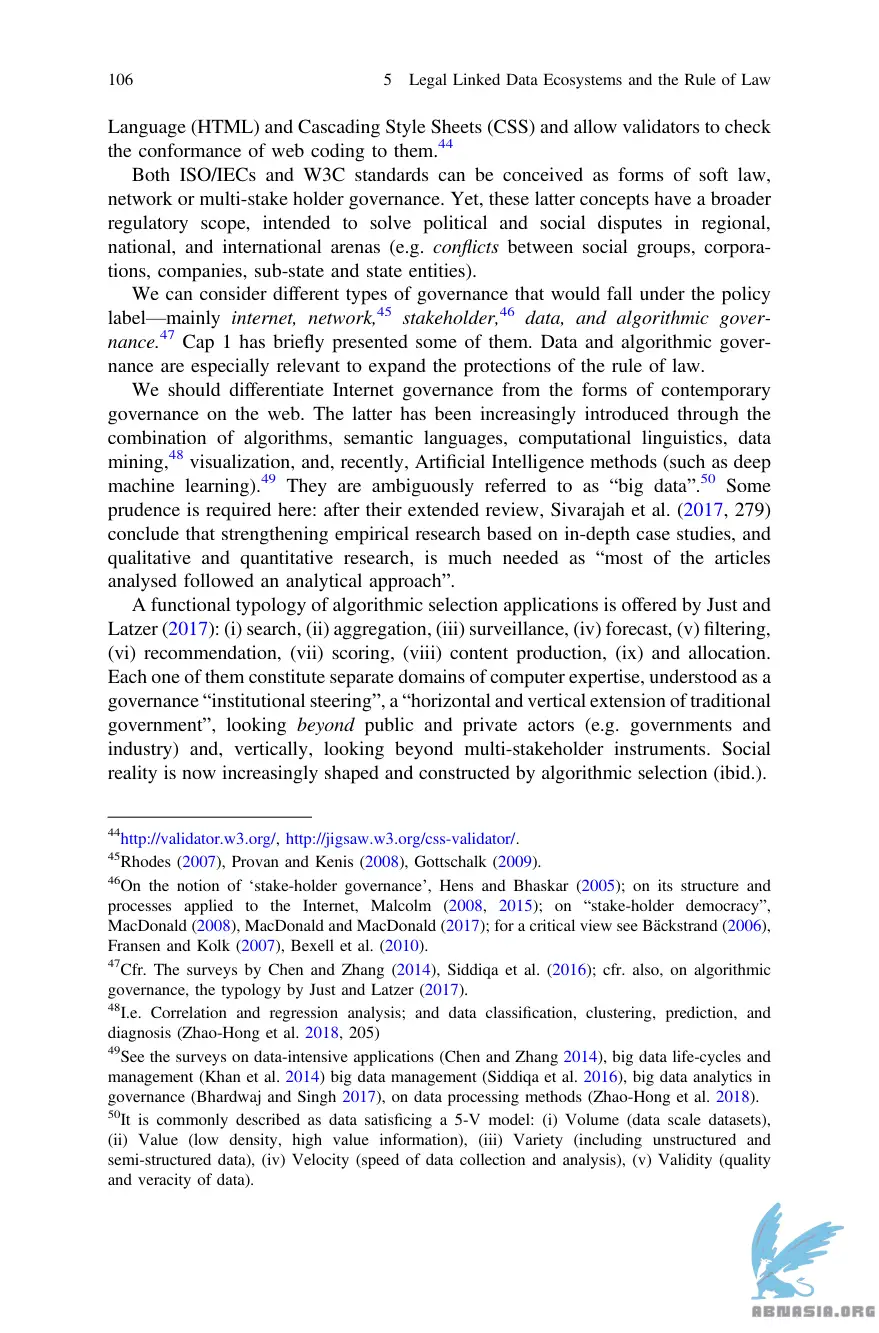 106 5 Legal Linked Data Ecosystems and the Rule of Law
Language (HTML) and Cascading Style Sheets (CSS) and allow validators to check
the conformance of web coding to them.44
Both ISO/IECs and W3C standards can be conceived as forms of soft law,
network or multi-stake holder governance. Yet, these latter concepts have a broader
regulatory scope, intended to solve political and social disputes in regional,
national, and international arenas (e.g. conflicts between social groups, corpora-
tions, companies, sub-state and state entities).
We can consider different types of governance that would fall under the policy
label—mainly internet, network,45 stakeholder,46 data, and algorithmic gover-
nance.47 Cap 1 has briefly presented some of them. Data and algorithmic gover-
nance are especially relevant to expand the protections of the rule of law.
We should differentiate Internet governance from the forms of contemporary
governance on the web. The latter has been increasingly introduced through the
combination of algorithms, semantic languages, computational linguistics, data
mining,48 visualization, and, recently, Artificial Intelligence methods (such as deep
machine learning).49 They are ambiguously referred to as “big data”.50 Some
prudence is required here: after their extended review, Sivarajah et al. (2017, 279)
conclude that strengthening empirical research based on in-depth case studies, and
qualitative and quantitative research, is much needed as “most of the articles
analysed followed an analytical approach”.
A functional typology of algorithmic selection applications is offered by Just and
Latzer (2017): (i) search, (ii) aggregation, (iii) surveillance, (iv) forecast, (v) filtering,
(vi) recommendation, (vii) scoring, (viii) content production, (ix) and allocation.
Each one of them constitute separate domains of computer expertise, understood as a
governance “institutional steering”, a “horizontal and vertical extension of traditional
government”, looking beyond public and private actors (e.g. governments and
industry) and, vertically, looking beyond multi-stakeholder instruments. Social
reality is now increasingly shaped and constructed by algorithmic selection (ibid.).
44http://validator.w3.org/, http://jigsaw.w3.org/css-validator/.
45Rhodes (2007), Provan and Kenis (2008), Gottschalk (2009).
46On the notion of ‘stake-holder governance’, Hens and Bhaskar (2005); on its structure and
processes applied to the Internet, Malcolm (2008, 2015); on “stake-holder democracy”,
MacDonald (2008), MacDonald and MacDonald (2017); for a critical view see Bäckstrand (2006),
Fransen and Kolk (2007), Bexell et al. (2010).
47Cfr. The surveys by Chen and Zhang (2014), Siddiqa et al. (2016); cfr. also, on algorithmic
governance, the typology by Just and Latzer (2017).
48I.e. Correlation and regression analysis; and data classification, clustering, prediction, and
diagnosis (Zhao-Hong et al. 2018, 205)
49See the surveys on data-intensive applications (Chen and Zhang 2014), big data life-cycles and
management (Khan et al. 2014) big data management (Siddiqa et al. 2016), big data analytics in
governance (Bhardwaj and Singh 2017), on data processing methods (Zhao-Hong et al. 2018).
50It is commonly described as data satisficing a 5-V model: (i) Volume (data scale datasets),
(ii) Value (low density, high value information), (iii) Variety (including unstructured and
semi-structured data), (iv) Velocity (speed of data collection and analysis), (v) Validity (quality
and veracity of data).
ABNASIA.ORG